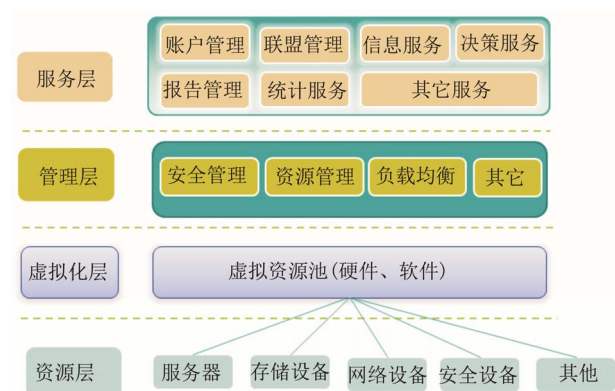 服务层
账户管理 联盟管理 信息服务 决策服务
报告管理 统计服务 其它服务
管理层
安全管理 资源管理 负载均衡 其它
虚拟化层
虚拟资源池(硬件、软件)
资源层
服务器 存储设备 网络设备 安全设备 其他